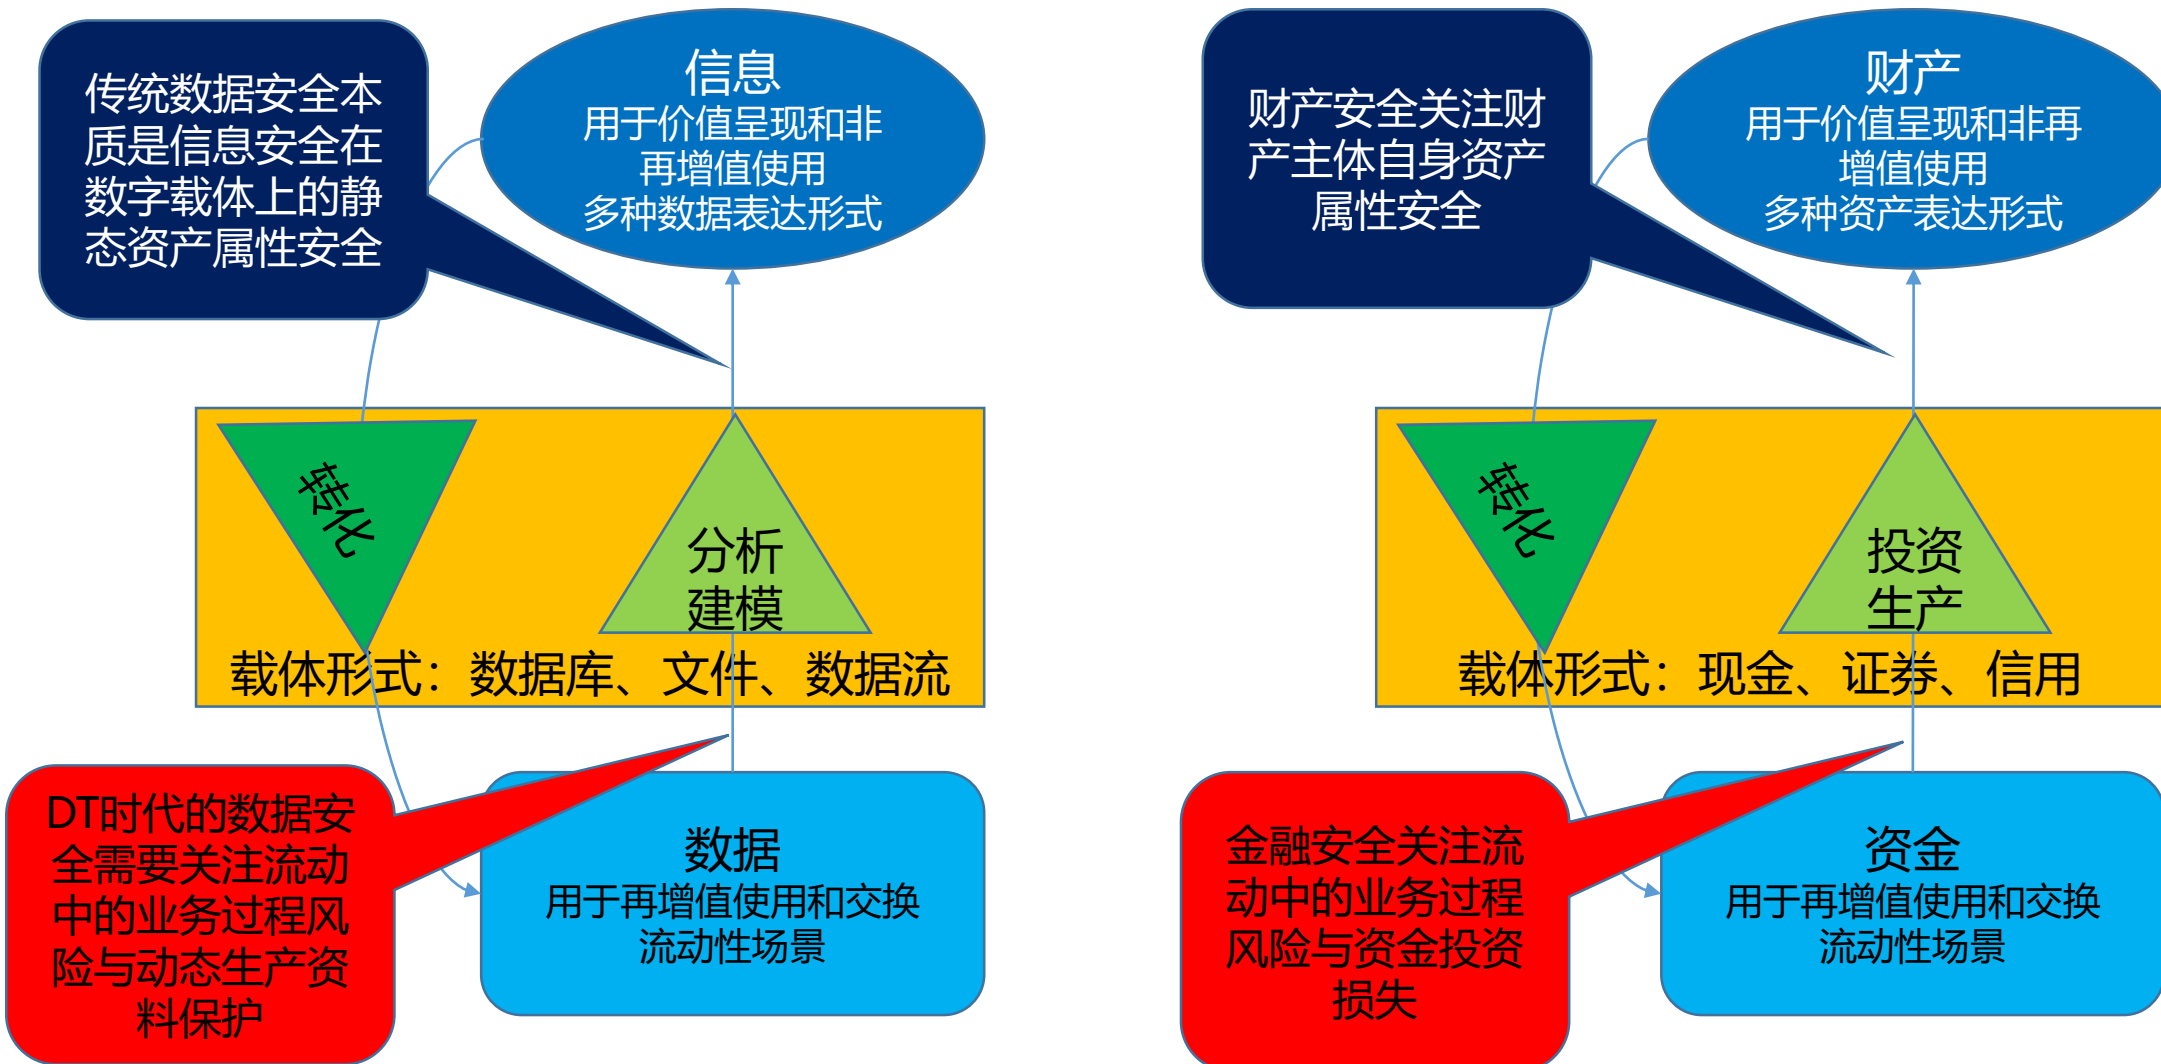 传统数据安全本
质是信息安全在
数字载体上的静
态资产属性安全
信息
用于价值呈现和非
再增值使用
多种数据表达形式
转化
分析
建模
载体形式：数据库、文件、数据流
DT时代的数据安
全需要关注流动
中的业务过程风
险与动态生产资
料保护
数据
用于再增值使用和交换
流动性场景
财产安全关注财
产主体自身资产
属性安全
财产
用于价值呈现和非再
增值使用
多种资产表达形式
转化
投资
生产
载体形式：现金、证券、信用
金融安全关注流
动中的业务过程
风险与资金投资
损失
资金
用于再增值使用和交换
流动性场景